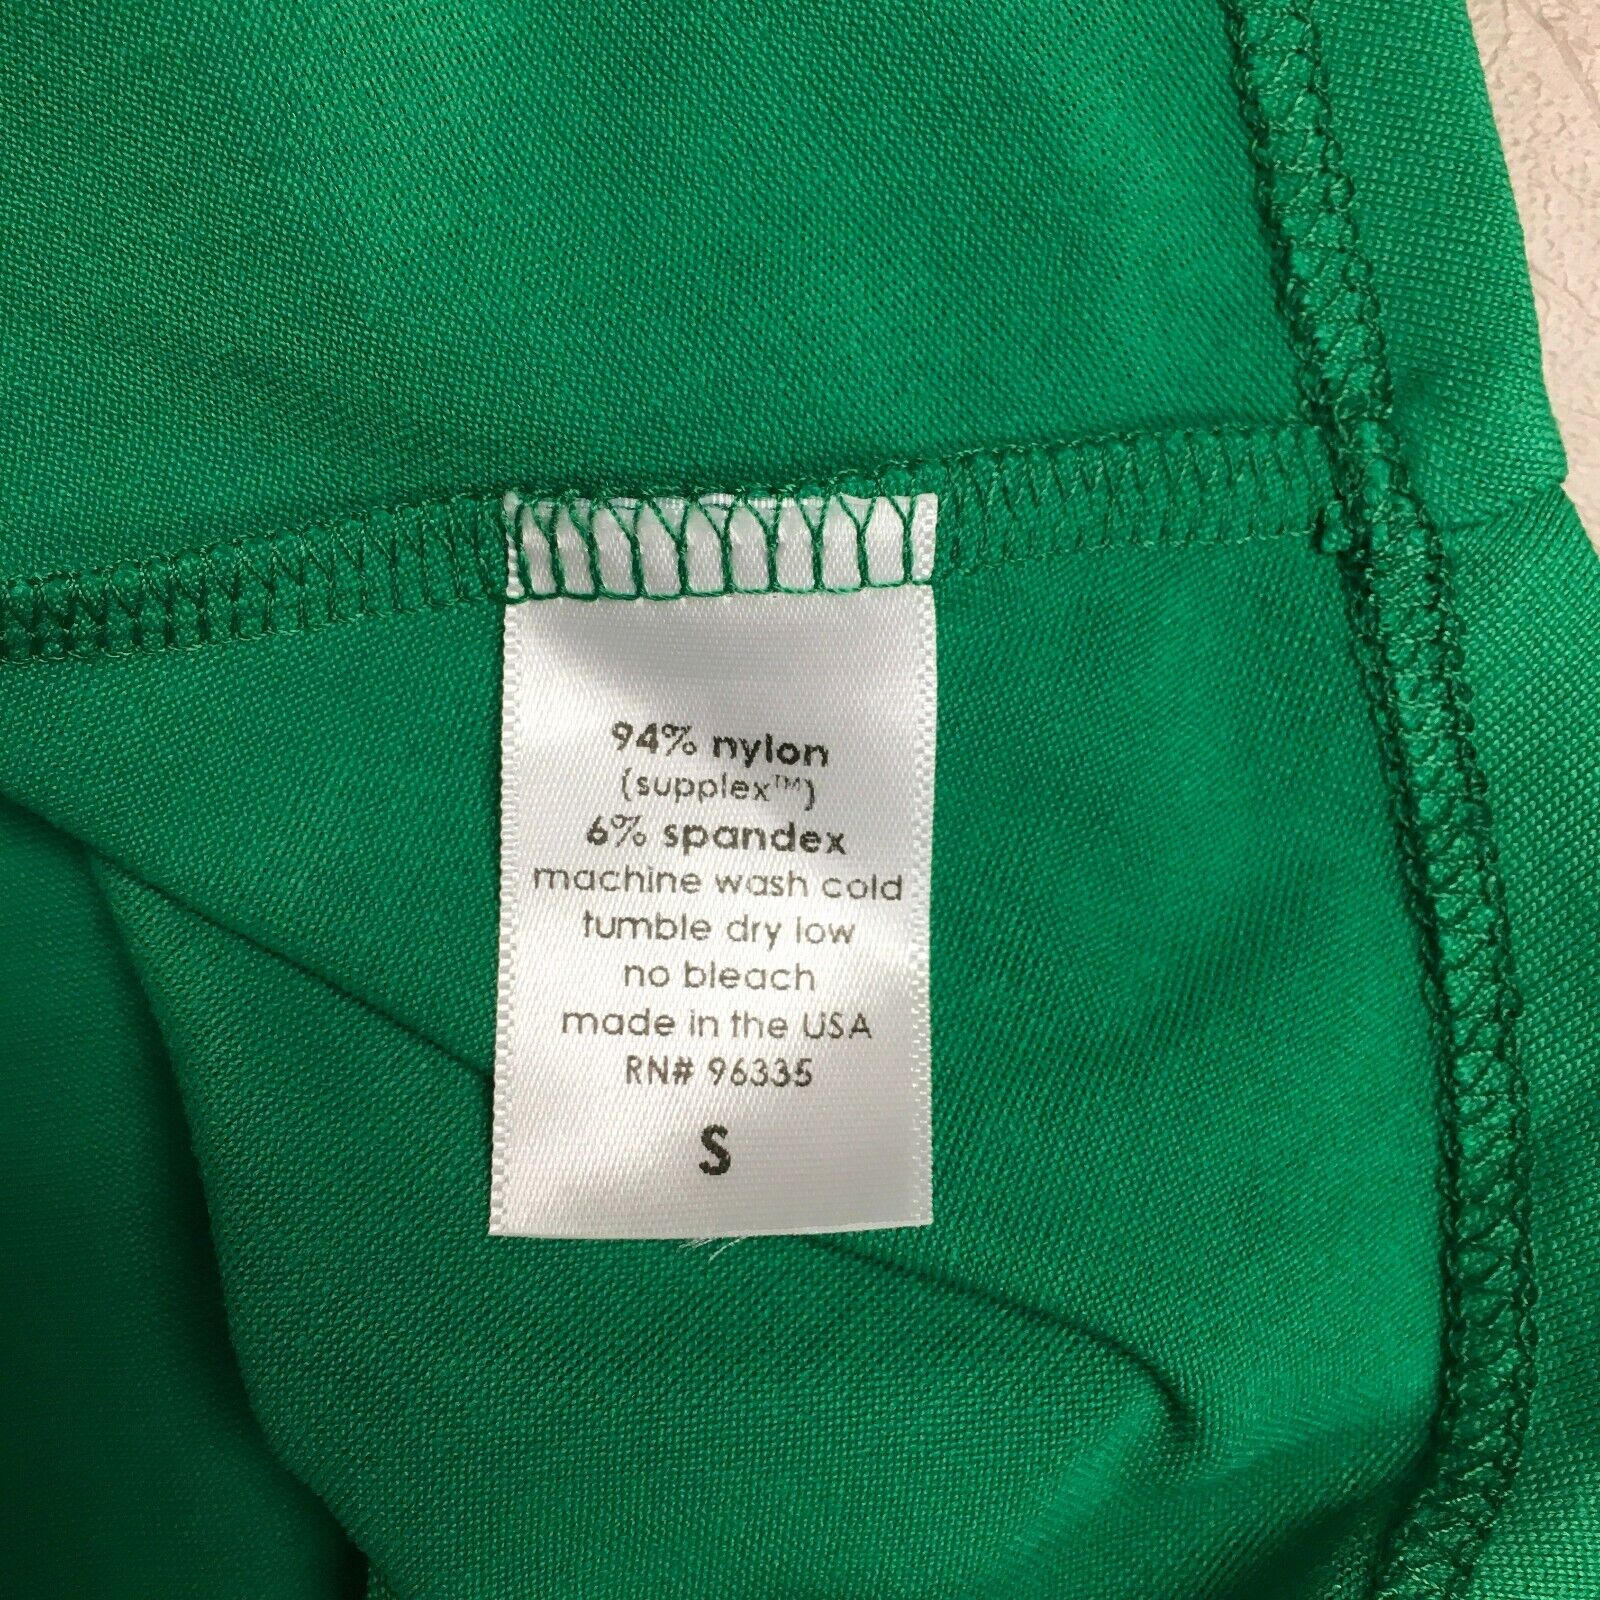 94% nylon
(supplex™)
6% spandex
machine wash cold
tumble dry low
no bleach
made in the USA
RN# 96335
S